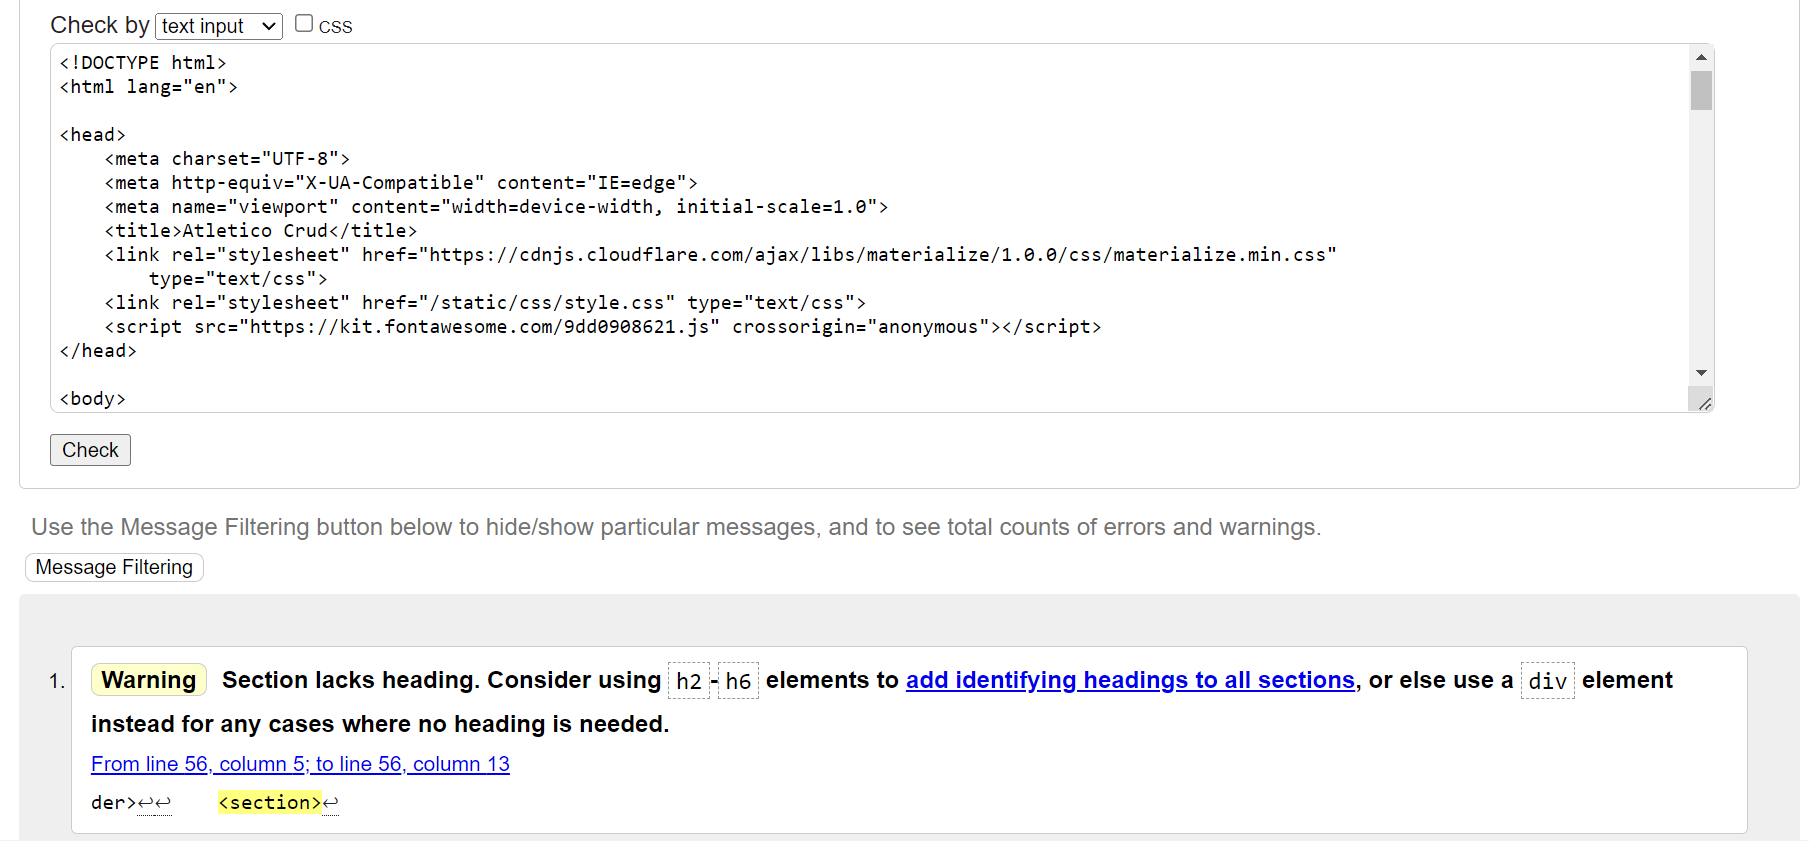 Check by text input CSS
<!DOCTYPE html>
<html lang="en">
<head>
<meta charset="UTF-8">
<meta http-equiv="X-UA-Compatible" content="IE=edge">
<meta name="viewport" content="width=device-width, initial-scale=1.0">
<title>Atletico Crud</title>
<link rel="stylesheet" href="https://cdnjs.cloudflare.com/ajax/libs/materialize/1.0.0/css/materialize.min.css"
type="text/css">
<link rel="stylesheet" href="/static/css/style.css" type="text/css">
<script src="https://kit.fontawesome.com/9dd0908621.js" crossorigin="anonymous"></script>
</head>
<body>
Check
Use the Message Filtering button below to hide/show particular messages, and to see total counts of errors and warnings.
Message Filtering
1. Warning Section lacks heading. Consider using h2-h6 elements to add identifying headings to all sections, or else use a div element
instead for any cases where no heading is needed.
From line 56, column 5; to line 56, column 13
der>↩↩ <section>↩